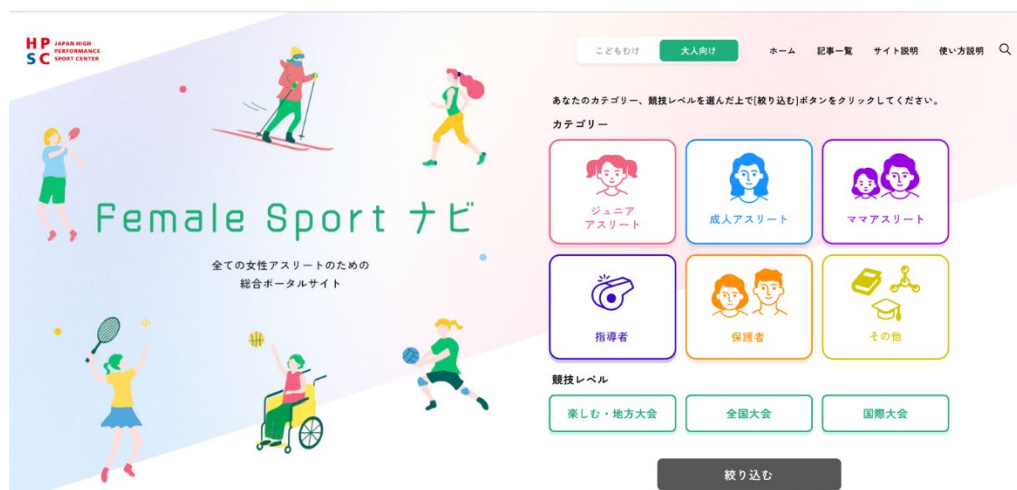 HP JAPAN HIGH
PERFORMANCE
SC SPORT CENTER
こどもむけ
大人向け
ホーム
記事一覧
サイト説明
使い方説明
Female Sport ナビ
全ての女性アスリートのための
総合ポータルサイト
あなたのカテゴリー、競技レベルを選んだ上で[絞り込む]ボタンをクリックしてください。
カテゴリー
ジュニア
アスリート
成人アスリート
ママアスリート
指導者
保護者
その他
競技レベル
楽しむ・地方大会
全国大会
国際大会
絞り込む